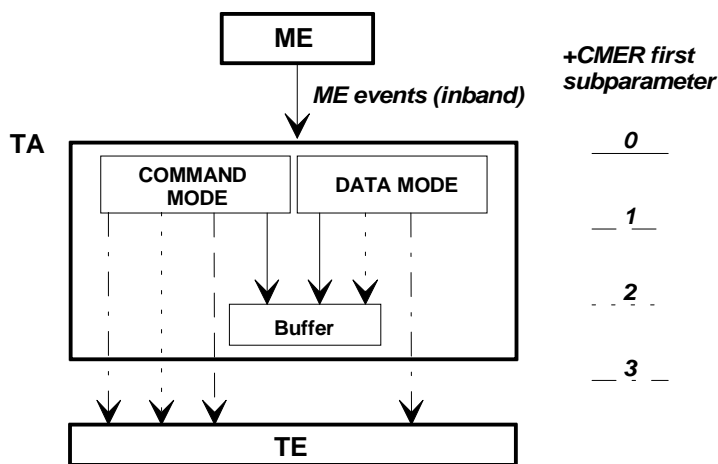 ME
+CMER first
subparameter
ME events (inband)
TA
0
COMMAND
MODE
DATA MODE
1
2
Buffer
3
TE